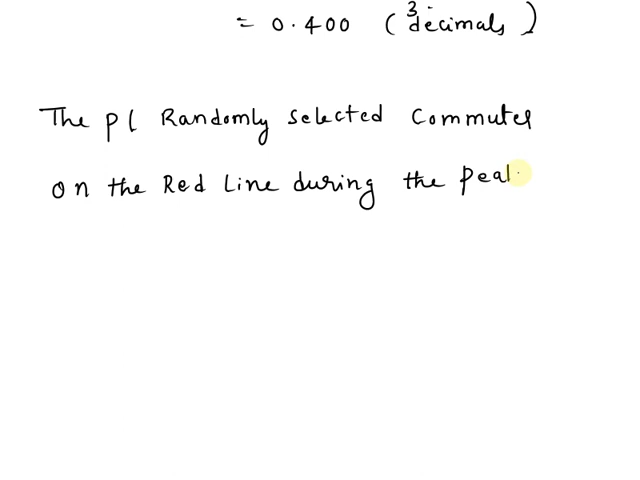 = 0.400 (3 decimals)
The P( Randomly selected Commuter
on the Red Line during the peak